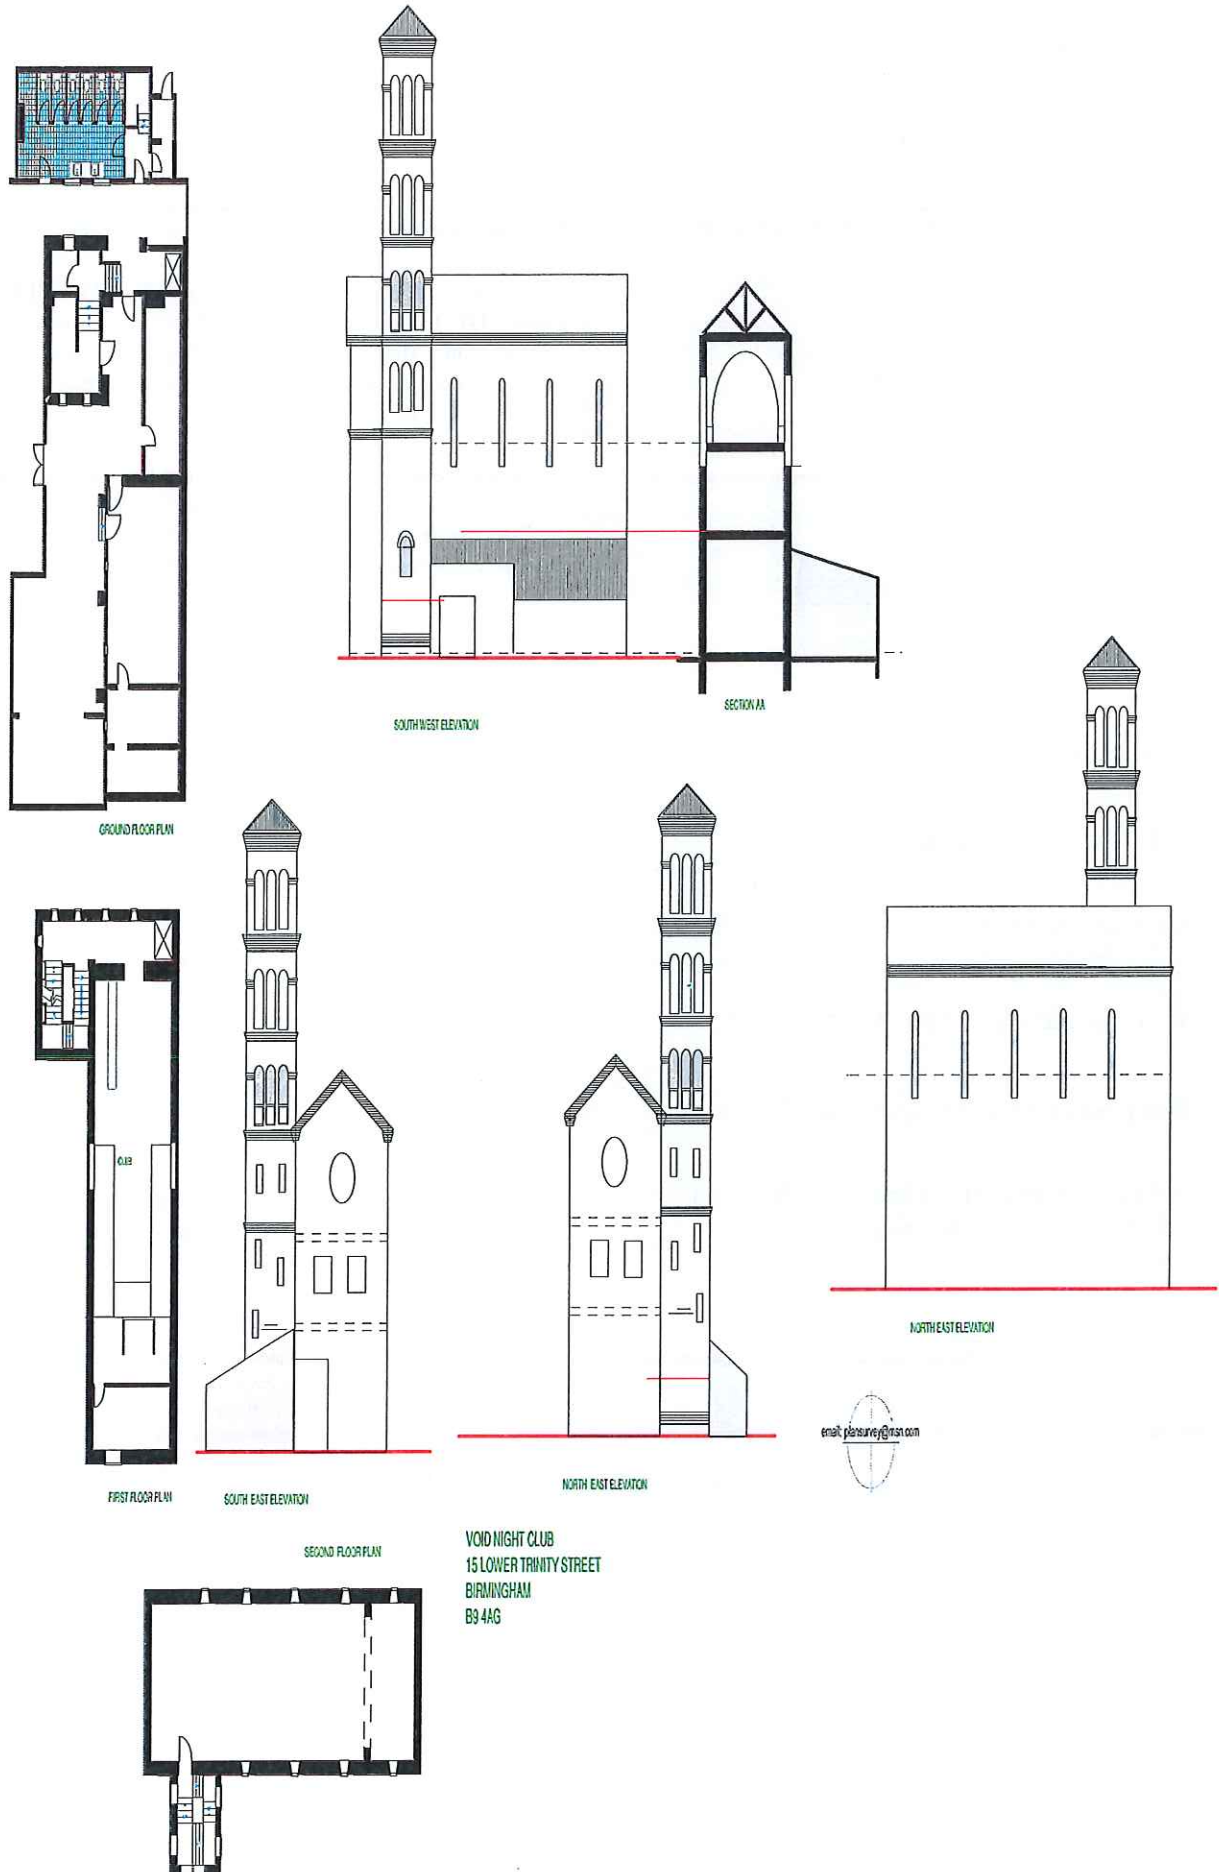 SOUTH WEST ELEVATION
SECTION AA
GROUND FLOOR PLAN
CLUB
NORTH EAST ELEVATION
email: plansurvey@msn.com
FIRST FLOOR PLAN
SOUTH EAST ELEVATION
NORTH EAST ELEVATION
SECOND FLOOR PLAN
VOID NIGHT CLUB
15 LOWER TRINITY STREET
BIRMINGHAM
B9 4AG